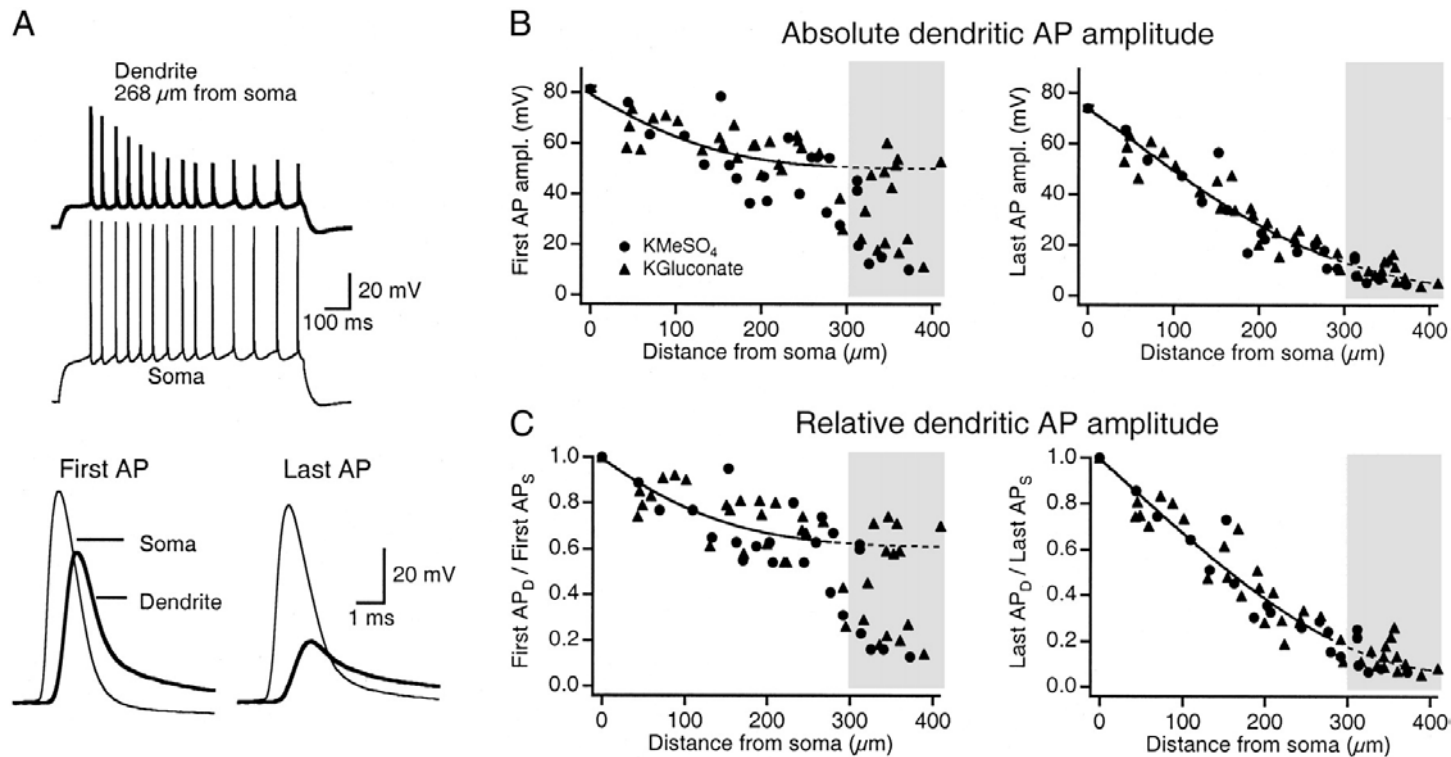 A
Dendrite
268 µm from soma
20 mV
100 ms
Soma
First AP
Last AP
Soma
Dendrite
20 mV
1 ms
B
Absolute dendritic AP amplitude
First AP ampl. (mV)
80
60
40
20
0
KMeSO4
KGluconate
0 100 200 300 400
Distance from soma (µm)
Last AP ampl. (mV)
80
60
40
20
0
0 100 200 300 400
Distance from soma (µm)
C
Relative dendritic AP amplitude
First APD / First APS
1.0
0.8
0.6
0.4
0.2
0.0
0 100 200 300 400
Distance from soma (µm)
Last APD / Last APS
1.0
0.8
0.6
0.4
0.2
0.0
0 100 200 300 400
Distance from soma (µm)